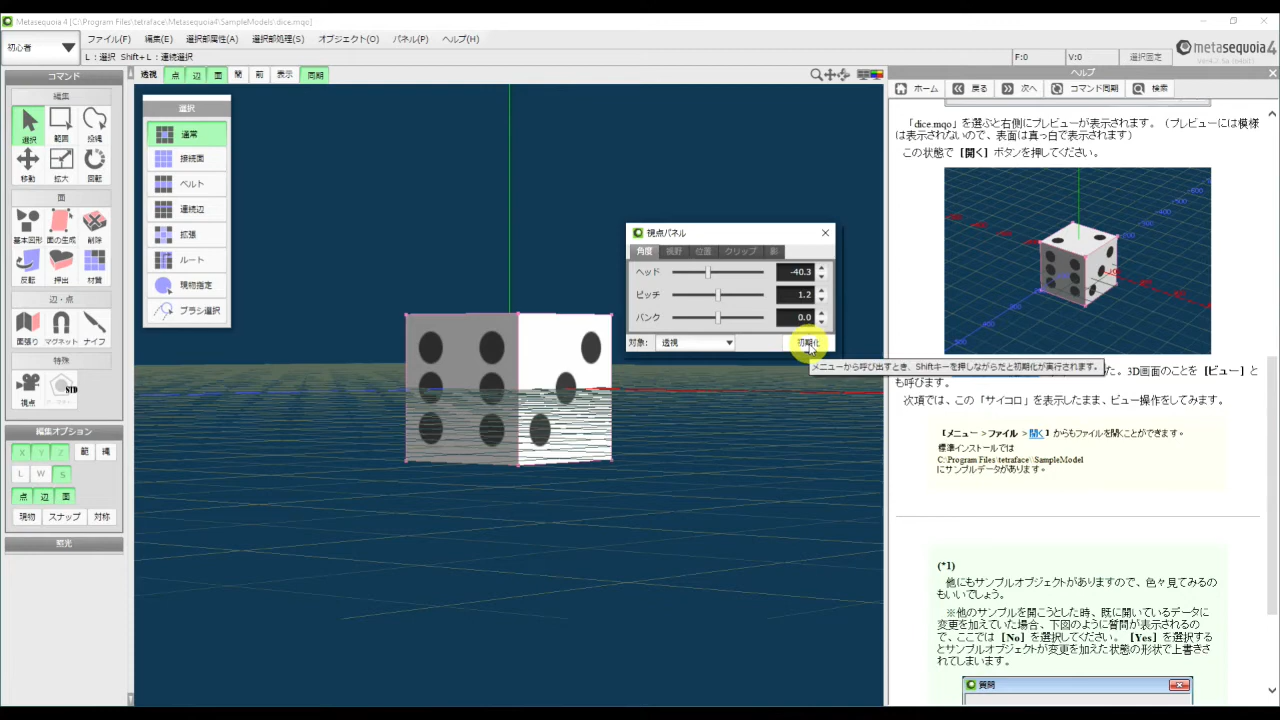 Metasequoia 4 [C:\Program Files\tetraface\Metasequoia4\SampleModels\dice.mqo]
初心者
ファイル(F) 編集(E) 選択部属性(A) 選択部処理(S) オブジェクト(O) パネル(P) ヘルプ(H)
L : 選択 Shift+L : 連続選択
F:0
V:0
選択固定
metasequoia 4
コマンド
編集
選択 範囲 投縄
移動 拡大 回転
面
基本図形 面の生成 削除
反転 押出 材質
辺・点
面張り マグネット ナイフ
特殊
視点
編集オプション
X Y Z 範 縄
L W S
点 辺 面
現物 スナップ 対称
照光
透視 点 辺 面 簡 前 表示 同期
選択
通常
接続面
ベルト
連続辺
拡張
ルート
現物指定
ブラシ選択
視点パネル
角度 視野 位置 クリップ 影
ヘッド -40.3
ピッチ 1.2
バンク 0.0
対象: 透視 初期化
メニューから呼び出すとき、Shiftキーを押しながらだと初期化が実行されます。
ヘルプ
ホーム 戻る 次へ コマンド同期 検索
「dice.mqo」を選ぶと右側にプレビューが表示されます。（プレビューには模様
は表示されないので、表面は真っ白で表示されます）
この状態で【開く】ボタンを押してください。
た。3D画面のことを【ビュー】と
も呼びます。
次項では、この「サイコロ」を表示したまま、ビュー操作をしてみます。
【メニュー > ファイル > 開く】からもファイルを開くことができます。
標準インストールでは
C:\Program Files\tetraface\\SampleModel
にサンプルデータがあります。
(*1)
他にもサンプルオブジェクトがありますので、色々見てみるの
もいいでしょう。
※他のサンプルを開こうとした時、既に開いているデータに
変更を加えていた場合、下図のように質問が表示されるの
で、ここでは【No】を選択してください。【Yes】を選択する
とサンプルオブジェクトが変更を加えた状態の形状で上書きさ
れてしまいます。
質問